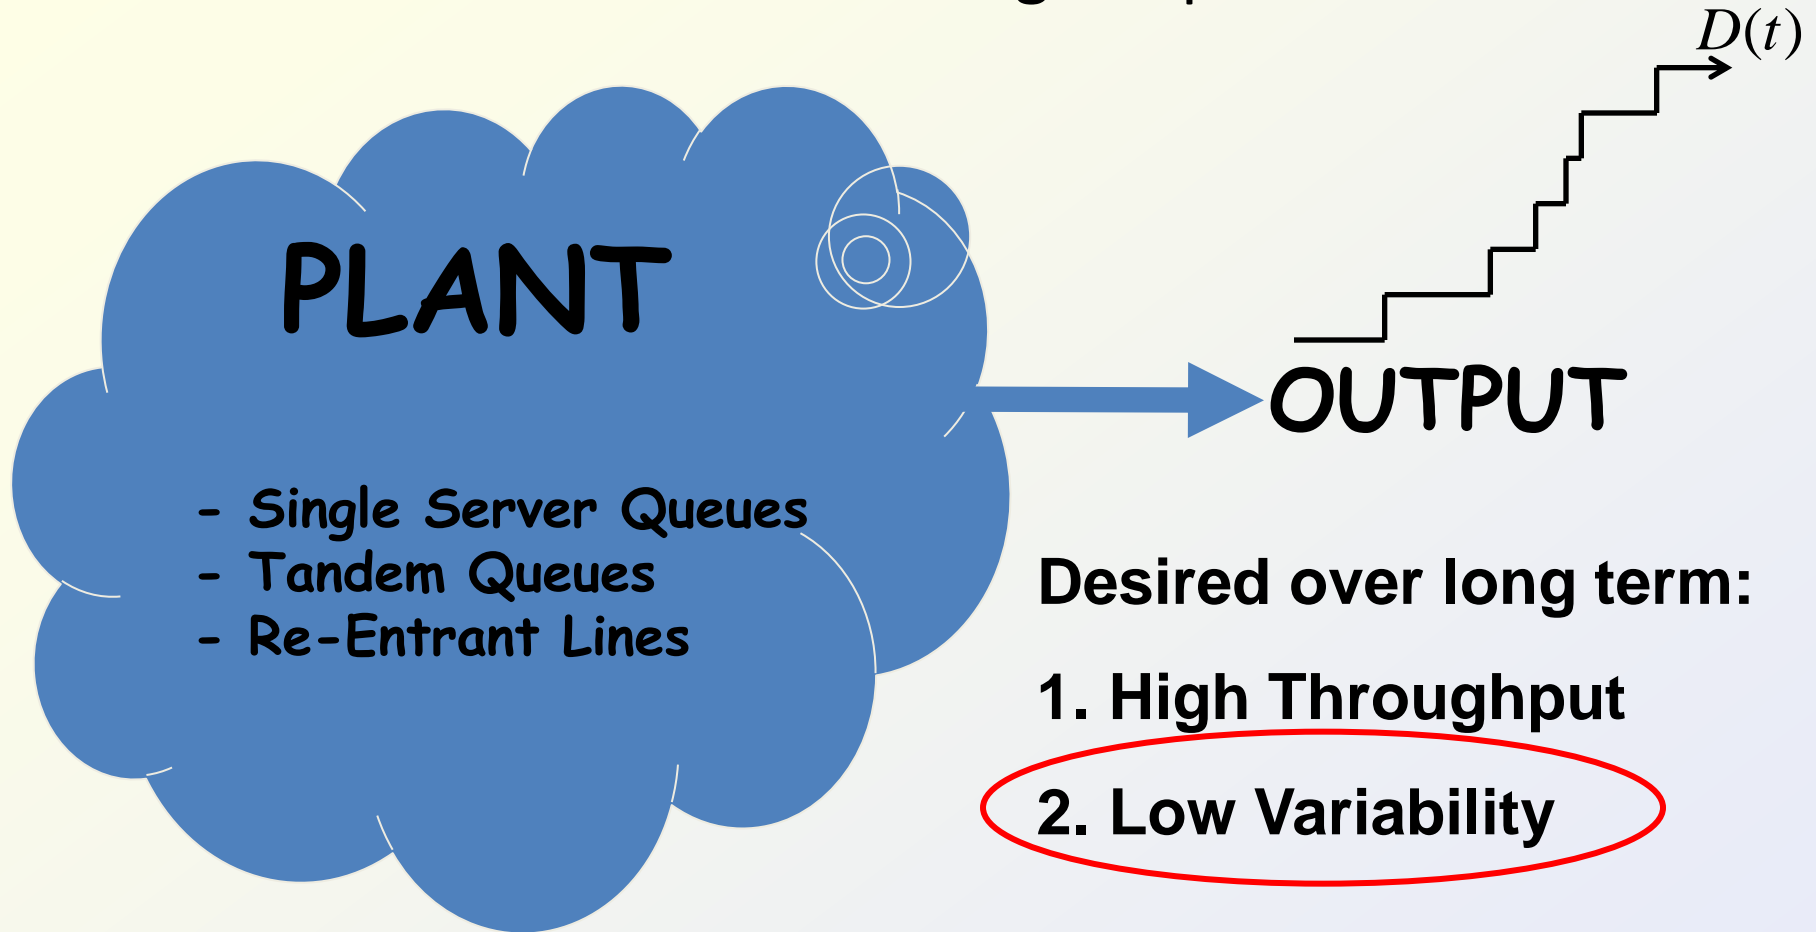 D(t)
PLANT
OUTPUT
- Single Server Queues
- Tandem Queues
- Re-Entrant Lines
Desired over long term:
1. High Throughput
2. Low Variability